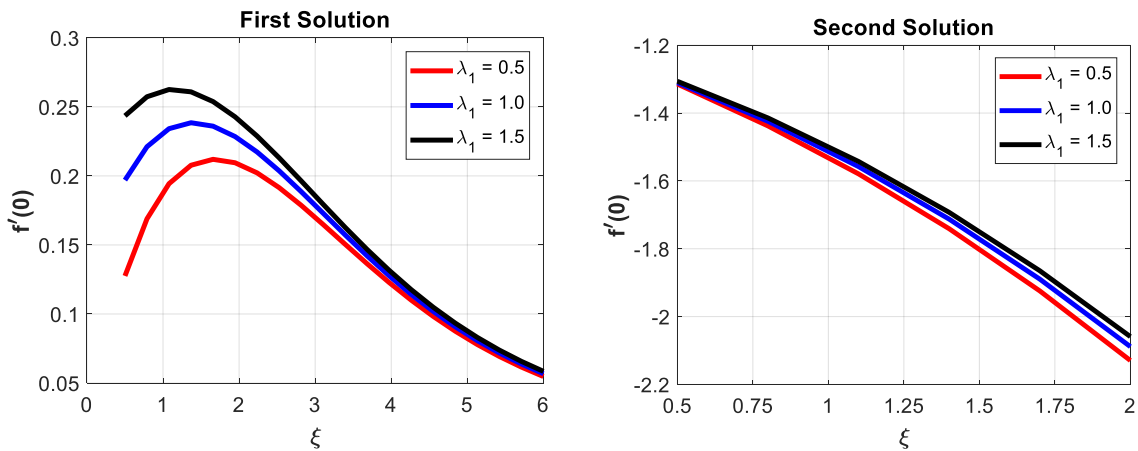 First Solution
0.3
0.25
0.2
0.15
0.1
0.05
f′(0)
λ1 = 0.5
λ1 = 1.0
λ1 = 1.5
0 1 2 3 4 5 6
ξ
Second Solution
-1.2
-1.4
-1.6
-1.8
-2
-2.2
f′(0)
λ1 = 0.5
λ1 = 1.0
λ1 = 1.5
0.5 0.75 1 1.25 1.5 1.75 2
ξ